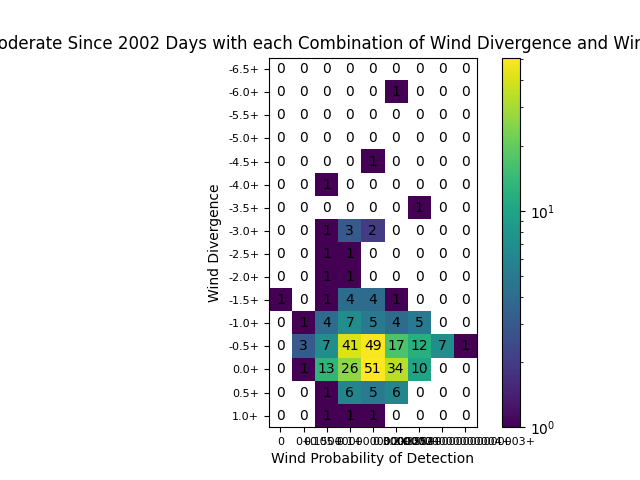 oderate Since 2002 Days with each Combination of Wind Divergence and Win
-6.5+ 0 0 0 0 0 0 0 0 0
-6.0+ 0 0 0 0 0 1 0 0 0
-5.5+ 0 0 0 0 0 0 0 0 0
-5.0+ 0 0 0 0 0 0 0 0 0
-4.5+ 0 0 0 0 1 0 0 0 0
-4.0+ 0 0 1 0 0 0 0 0 0
-3.5+ 0 0 0 0 0 0 1 0 0
-3.0+ 0 0 1 3 2 0 0 0 0
-2.5+ 0 0 1 1 0 0 0 0 0
-2.0+ 0 0 1 1 0 0 0 0 0
-1.5+ 1 0 1 4 4 1 0 0 0
-1.0+ 0 1 4 7 5 4 5 0 0
-0.5+ 0 3 7 41 49 17 12 7 1
0.0+ 0 1 13 26 51 34 10 0 0
0.5+ 0 0 1 6 5 6 0 0 0
1.0+ 0 0 1 1 1 0 0 0 0
0
Wind Probability of Detection
Wind Divergence
10^1
10^0